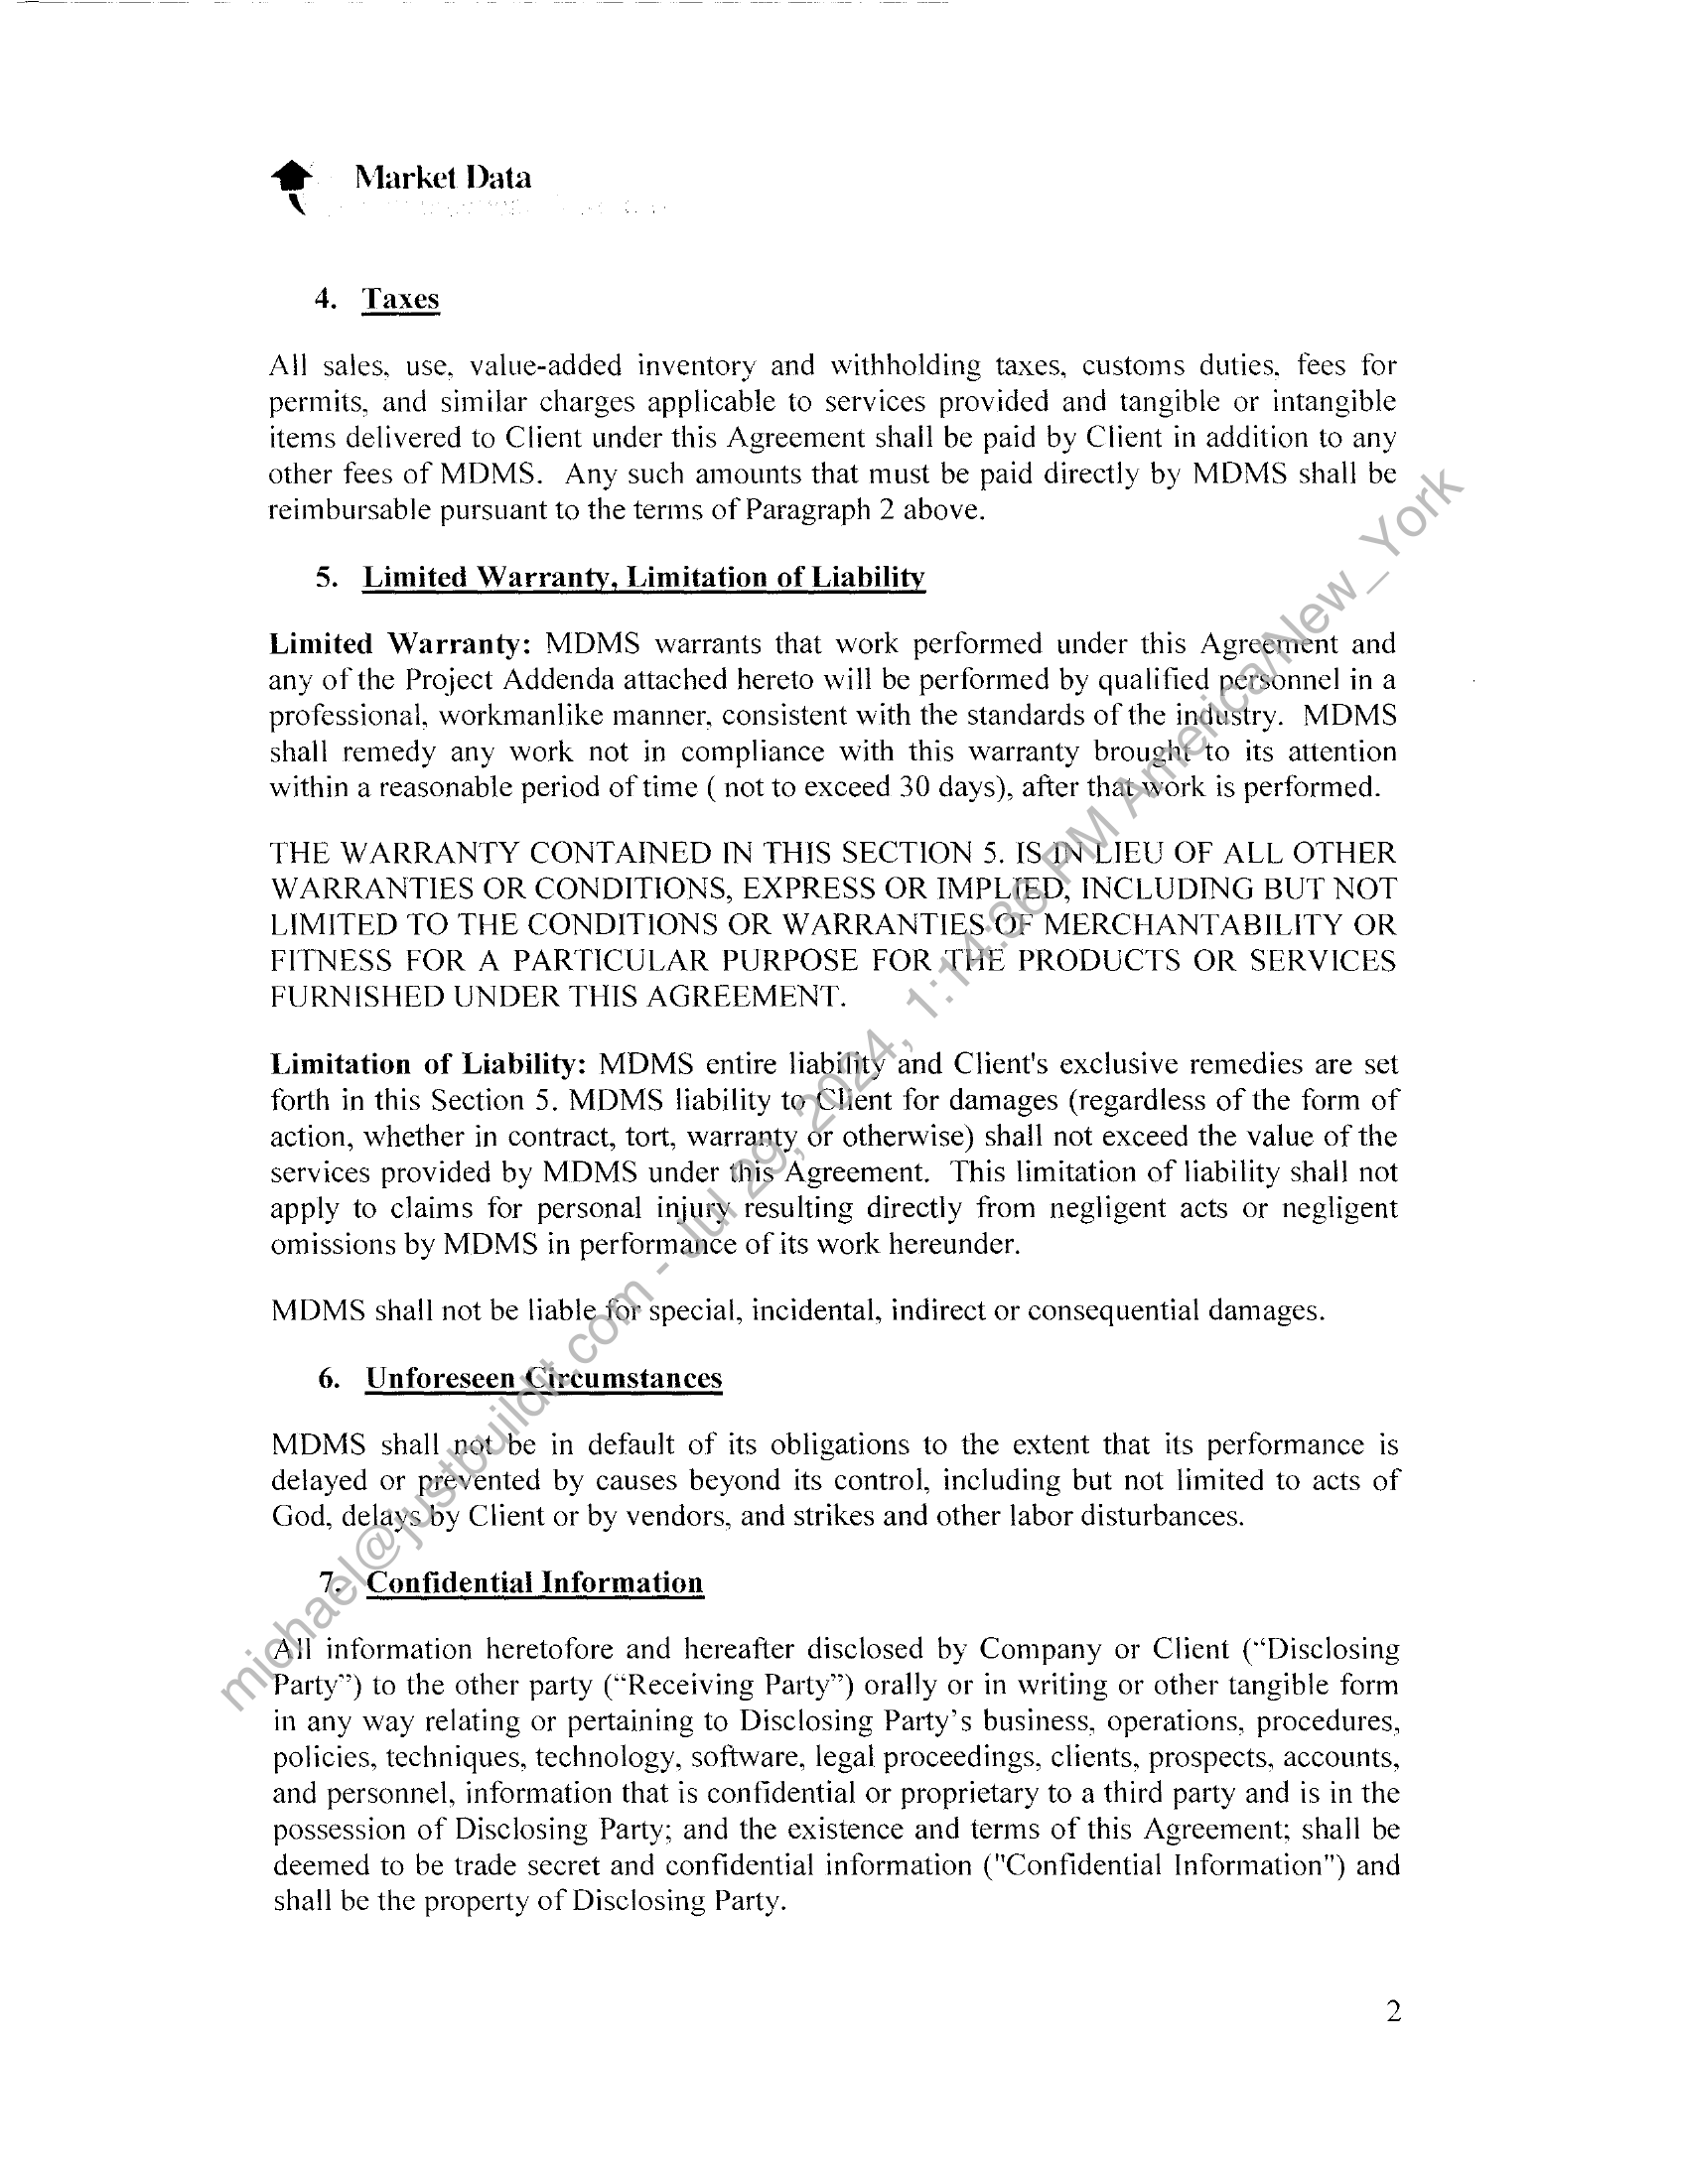 Market Data
4. Taxes
All sales, use, value-added inventory and withholding taxes, customs duties, fees for
permits, and similar charges applicable to services provided and tangible or intangible
items delivered to Client under this Agreement shall be paid by Client in addition to any
other fees of MDMS. Any such amounts that must be paid directly by MDMS shall be
reimbursable pursuant to the terms of Paragraph 2 above.
5. Limited Warranty, Limitation of Liability
Limited Warranty: MDMS warrants that work performed under this Agreement and
any of the Project Addenda attached hereto will be performed by qualified personnel in a
professional, workmanlike manner, consistent with the standards of the industry. MDMS
shall remedy any work not in compliance with this warranty brought to its attention
within a reasonable period of time ( not to exceed 30 days), after that work is performed.
THE WARRANTY CONTAINED IN THIS SECTION 5. IS IN LIEU OF ALL OTHER
WARRANTIES OR CONDITIONS, EXPRESS OR IMPLIED, INCLUDING BUT NOT
LIMITED TO THE CONDITIONS OR WARRANTIES OF MERCHANTABILITY OR
FITNESS FOR A PARTICULAR PURPOSE FOR THE PRODUCTS OR SERVICES
FURNISHED UNDER THIS AGREEMENT.
Limitation of Liability: MDMS entire liability and Client's exclusive remedies are set
forth in this Section 5. MDMS liability to Client for damages (regardless of the form of
action, whether in contract, tort, warranty or otherwise) shall not exceed the value of the
services provided by MDMS under this Agreement. This limitation of liability shall not
apply to claims for personal injury resulting directly from negligent acts or negligent
omissions by MDMS in performance of its work hereunder.
MDMS shall not be liable for special, incidental, indirect or consequential damages.
6. Unforeseen Circumstances
MDMS shall not be in default of its obligations to the extent that its performance is
delayed or prevented by causes beyond its control, including but not limited to acts of
God, delays by Client or by vendors, and strikes and other labor disturbances.
7. Confidential Information
All information heretofore and hereafter disclosed by Company or Client (“Disclosing
Party”) to the other party (“Receiving Party”) orally or in writing or other tangible form
in any way relating or pertaining to Disclosing Party’s business, operations, procedures,
policies, techniques, technology, software, legal proceedings, clients, prospects, accounts,
and personnel, information that is confidential or proprietary to a third party and is in the
possession of Disclosing Party; and the existence and terms of this Agreement; shall be
deemed to be trade secret and confidential information ("Confidential Information") and
shall be the property of Disclosing Party.
2
michael@justbuildit.com - Jul 29, 2024, 1:14:36 PM America/New_York